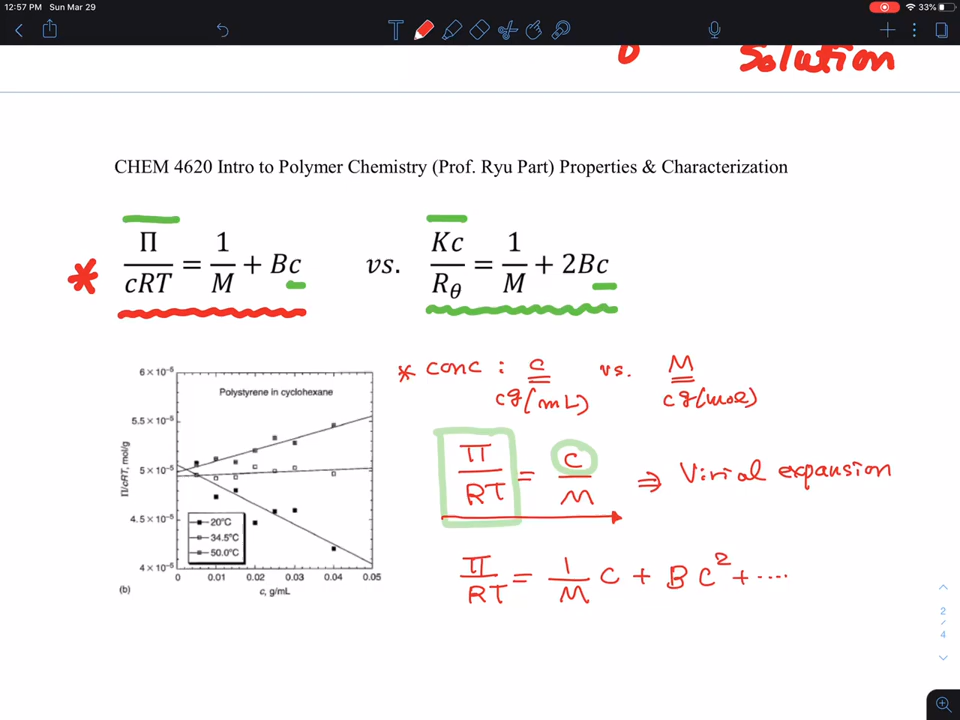 12:57 PM Sun Mar 29
33%
Solution
CHEM 4620 Intro to Polymer Chemistry (Prof. Ryu Part) Properties & Characterization
Π/cRT = 1/M + Bc vs. Kc/R_θ = 1/M + 2Bc
* conc : c vs. M
cg(mL) cg(mol)
Π/RT = c/M ⇒ Virial expansion
Π/RT = 1/M c + B c² + ....
Polystyrene in cyclohexane
Π/cRT, mol/g
6 × 10⁻⁵
5.5 × 10⁻⁵
5 × 10⁻⁵
4.5 × 10⁻⁵
4 × 10⁻⁵
20°C
34.5°C
50.0°C
0 0.01 0.02 0.03 0.04 0.05
(b) c, g/mL
2
/
4